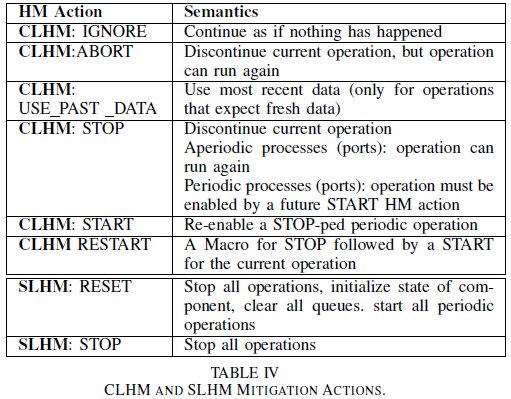 HM Action Semantics
CLHM: IGNORE Continue as if nothing has happened
CLHM:ABORT Discontinue current operation, but operation
can run again
CLHM: Use most recent data (only for operations
USE_PAST _DATA that expect fresh data)
CLHM: STOP Discontinue current operation
Aperiodic processes (ports): operation can
run again
Periodic processes (ports): operation must be
enabled by a future START HM action
CLHM: START Re-enable a STOP-ped periodic operation
CLHM RESTART A Macro for STOP followed by a START
for the current operation
SLHM: RESET Stop all operations, initialize state of com-
ponent, clear all queues. start all periodic
operations
SLHM: STOP Stop all operations
TABLE IV
CLHM AND SLHM MITIGATION ACTIONS.